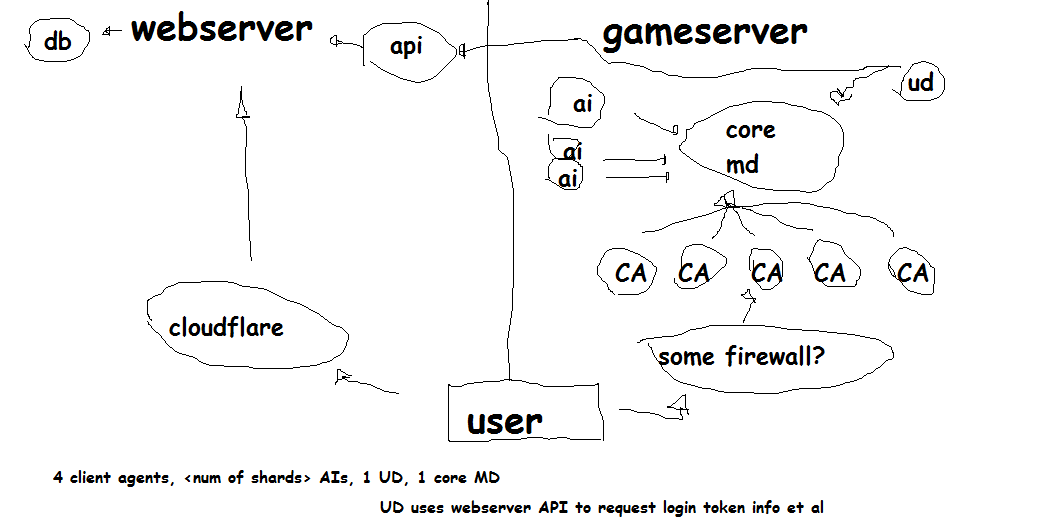 webserver
gameserver
db
api
ud
ai
core
ai
md
ai
CA CA CA CA CA
cloudflare
some firewall?
user
4 client agents, <num of shards> AIs, 1 UD, 1 core MD
UD uses webserver API to request login token info et al